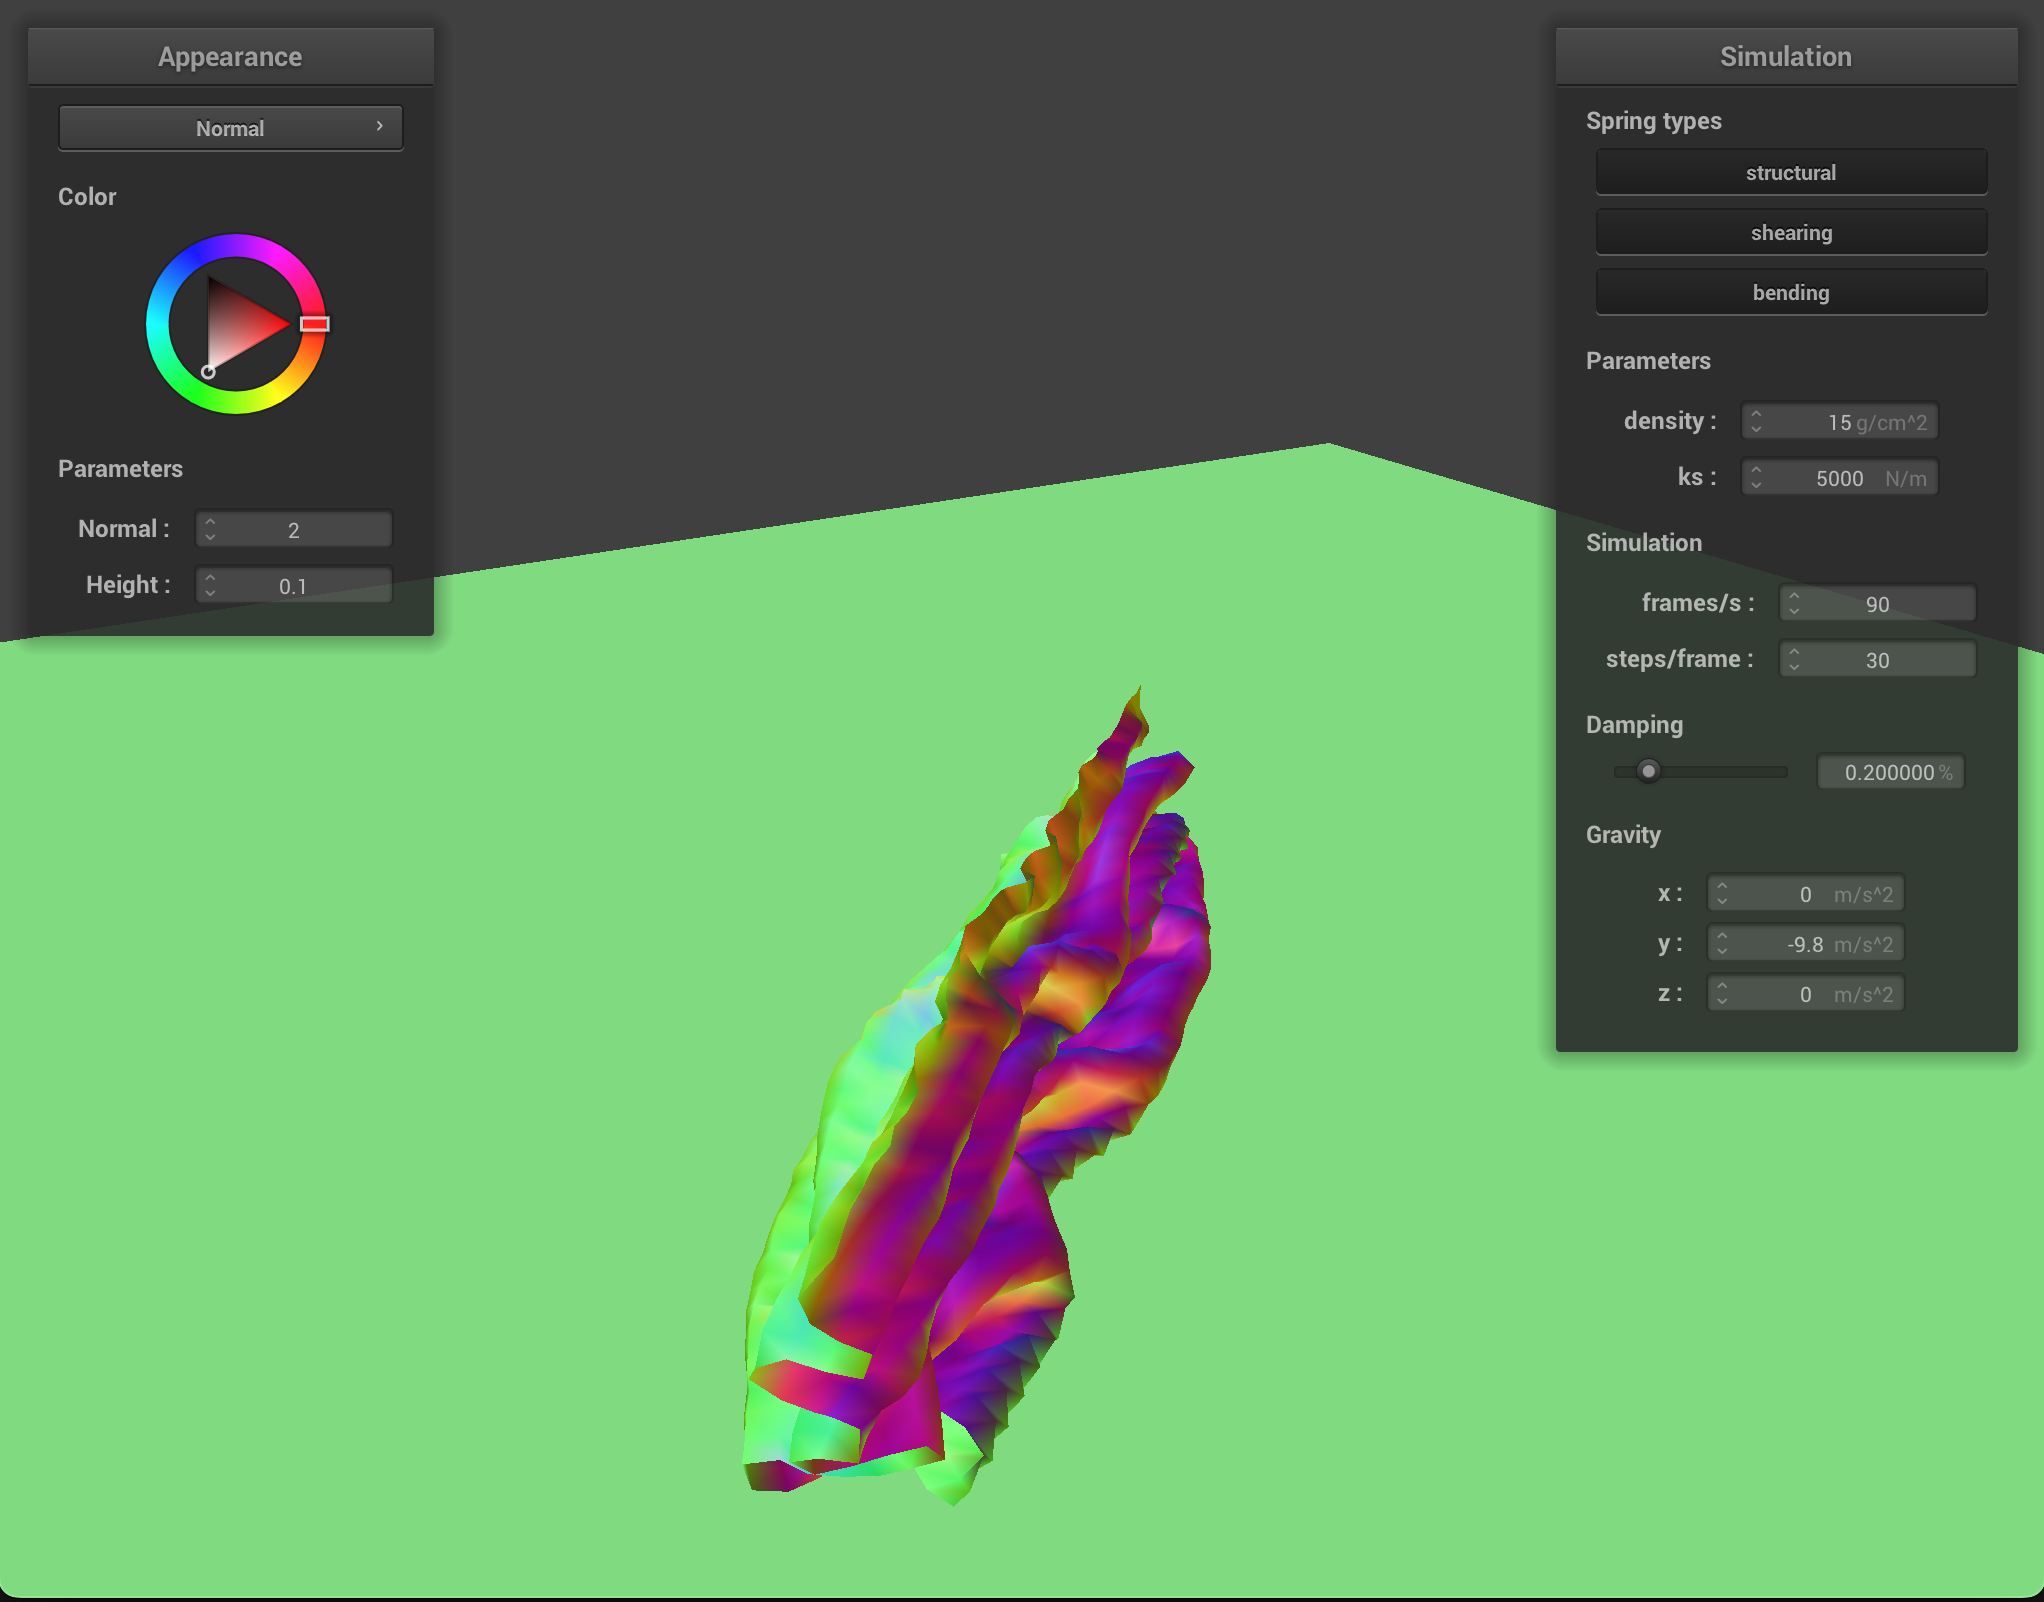 Appearance
Normal
Color
Parameters
Normal : 2
Height : 0.1
Simulation
Spring types
structural
shearing
bending
Parameters
density : 15 g/cm^2
ks : 5000 N/m
Simulation
frames/s : 90
steps/frame : 30
Damping
0.200000 %
Gravity
x : 0 m/s^2
y : -9.8 m/s^2
z : 0 m/s^2